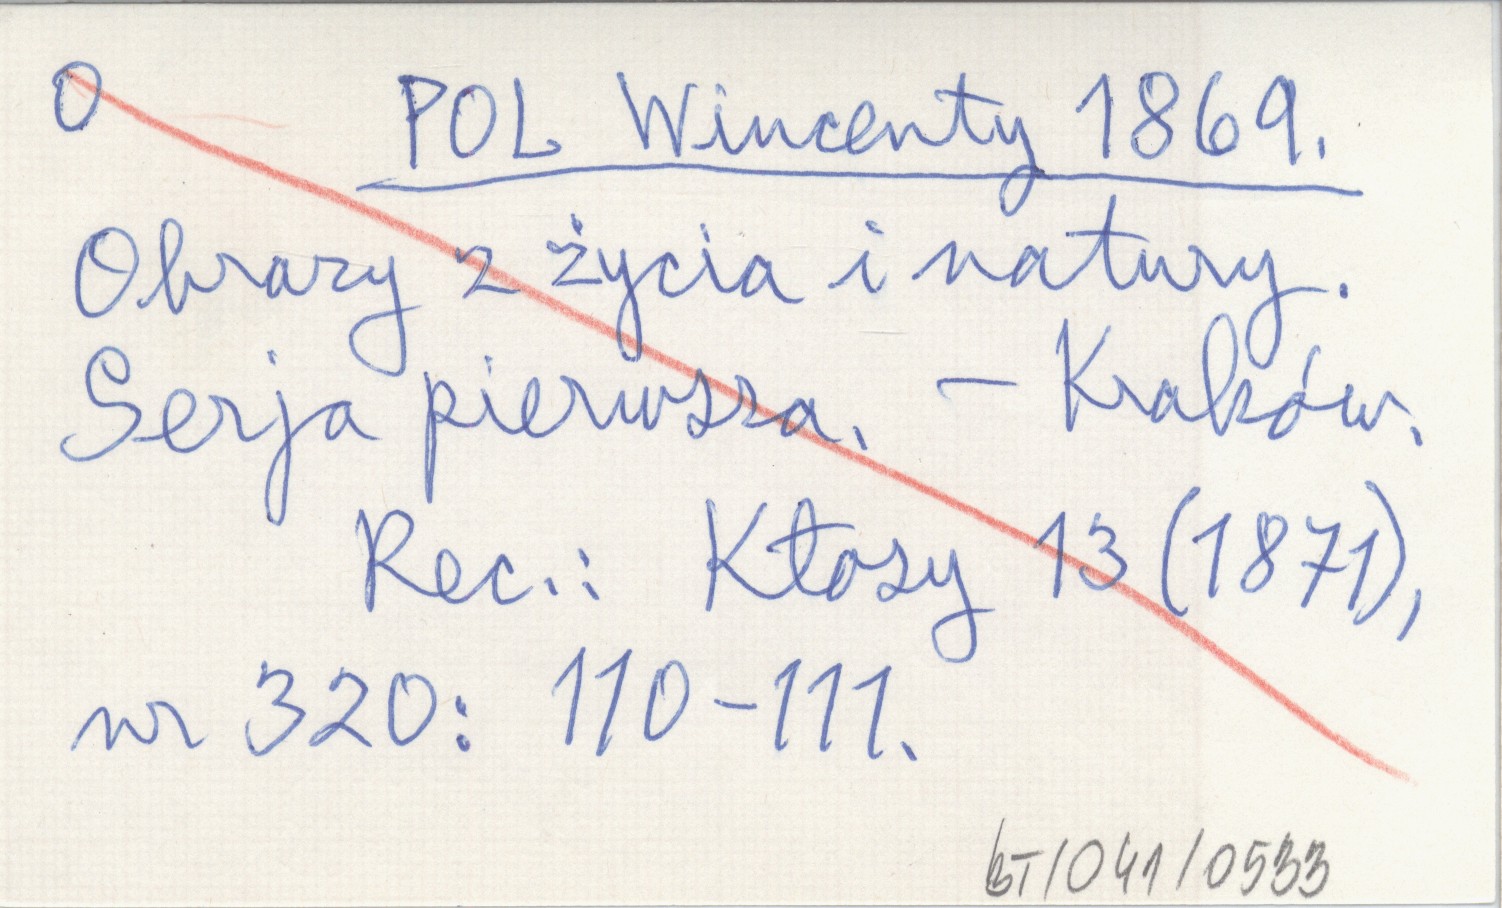 O POL Wincenty 1869.
Obrazy z życia i natury.
Serja pierwsza. – Kraków.
Rec.: Kłosy 13 (1871),
nr 320: 110–111.
BT/041/0533